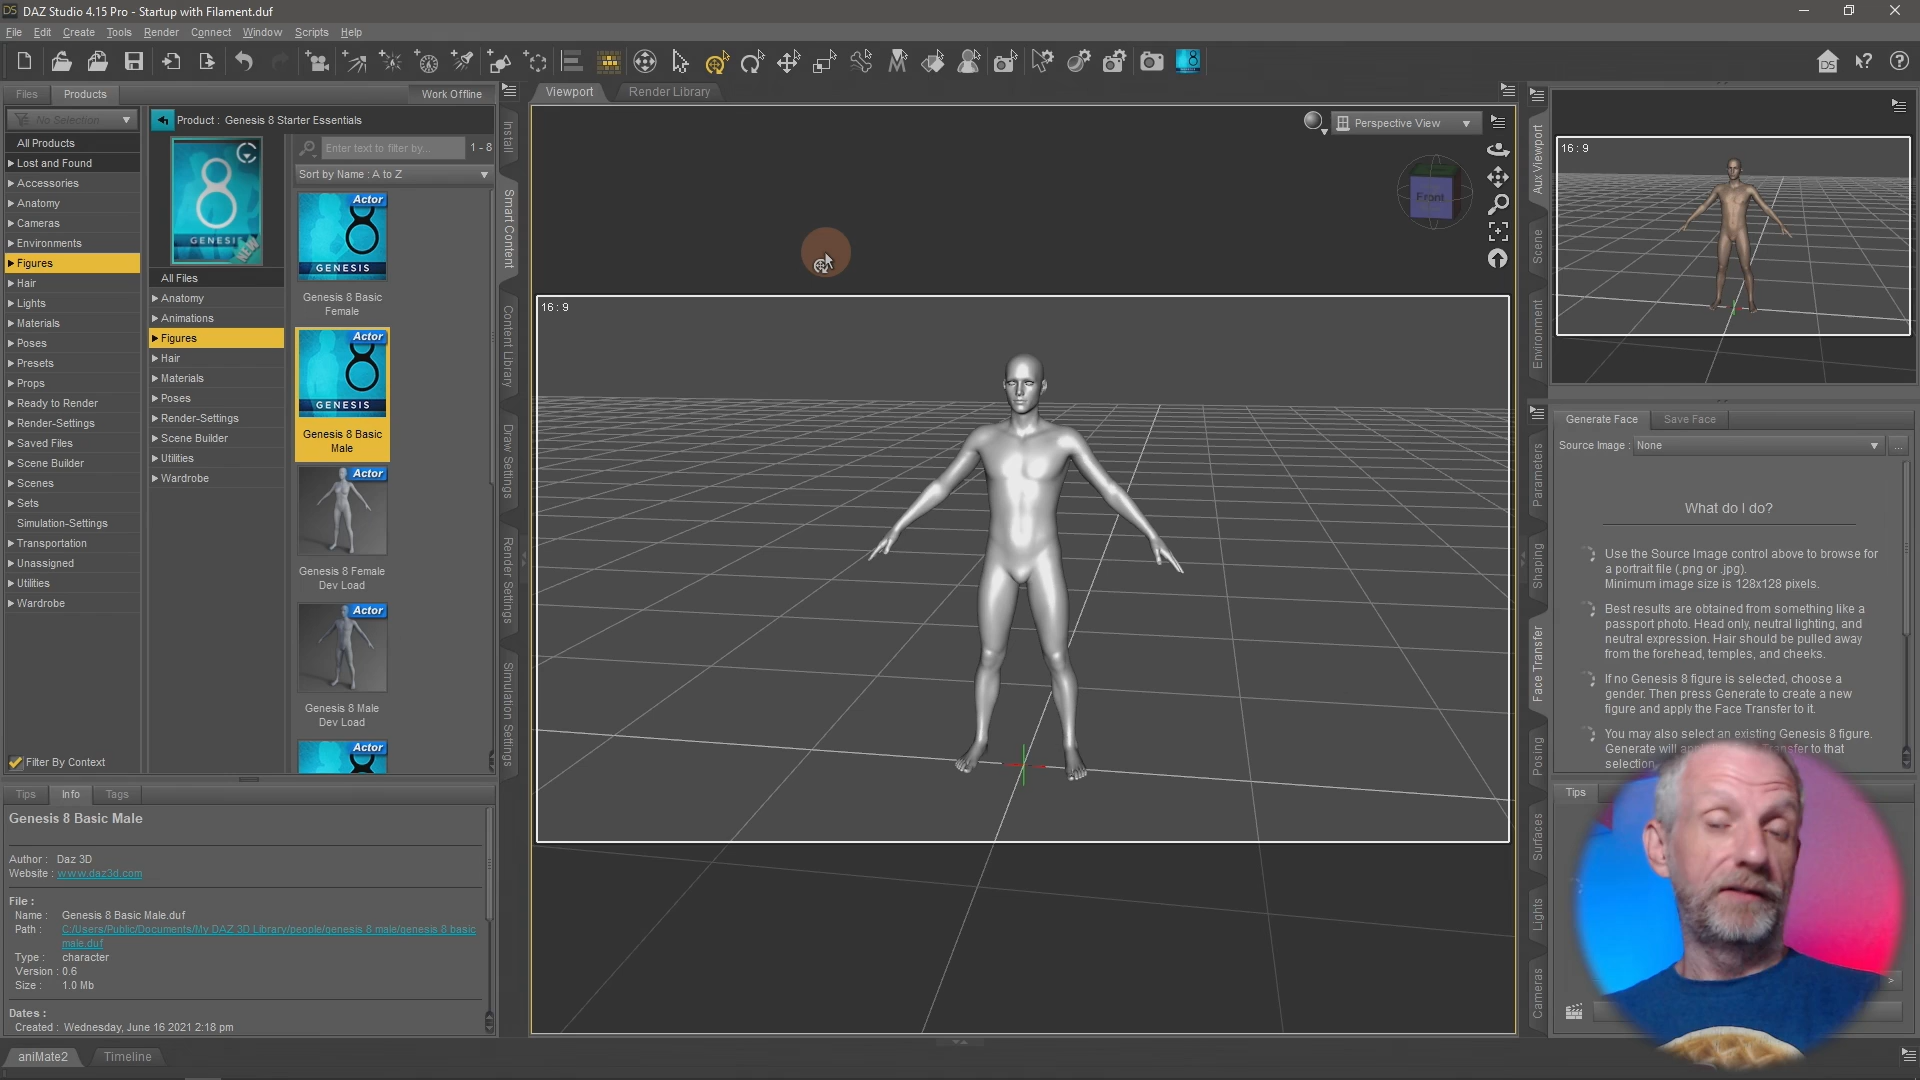 DAZ Studio 4.15 Pro - Startup with Filament.duf
File Edit Create Tools Render Connect Window Scripts Help
Files Products Work Offline
No Selection
All Products
Lost and Found
Accessories
Anatomy
Cameras
Environments
Figures
Hair
Lights
Materials
Poses
Presets
Props
Ready to Render
Render-Settings
Saved Files
Scene Builder
Scenes
Sets
Simulation-Settings
Transportation
Unassigned
Utilities
Wardrobe
Filter By Context
Product : Genesis 8 Starter Essentials
GENESIS
NEW
All Files
Anatomy
Animations
Figures
Hair
Materials
Poses
Render-Settings
Scene Builder
Utilities
Wardrobe
Enter text to filter by... 1 - 8
Sort by Name : A to Z
Actor
GENESIS
Genesis 8 Basic
Female
Actor
GENESIS
Genesis 8 Basic
Male
Actor
Genesis 8 Female
Dev Load
Actor
Genesis 8 Male
Dev Load
Actor
Install
Smart Content
Content Library
Draw Settings
Render Settings
Simulation Settings
Tips Info Tags
Genesis 8 Basic Male
Author : Daz 3D
Website : www.daz3d.com
File :
Name : Genesis 8 Basic Male.duf
Path : C:/Users/Public/Documents/My DAZ 3D Library/people/genesis 8 male/genesis 8 basic
male.duf
Type : character
Version : 0.6
Size : 1.0 Mb
Dates :
Created : Wednesday, June 16 2021 2:18 pm
aniMate2 Timeline
Viewport Render Library
Perspective View
Front
16 : 9
Aux Viewport
Scene
Environment
16 : 9
Parameters
Shaping
Face Transfer
Posing
Surfaces
Lights
Cameras
Generate Face Save Face
Source Image : None ...
What do I do?
Use the Source Image control above to browse for
a portrait file (.png or .jpg).
Minimum image size is 128x128 pixels.
Best results are obtained from something like a
passport photo. Head only, neutral lighting, and
neutral expression. Hair should be pulled away
from the forehead, temples, and cheeks.
If no Genesis 8 figure is selected, choose a
gender. Then press Generate to create a new
figure and apply the Face Transfer to it.
You may also select an existing Genesis 8 figure.
Generate will Transfer to that
selection.
Tips